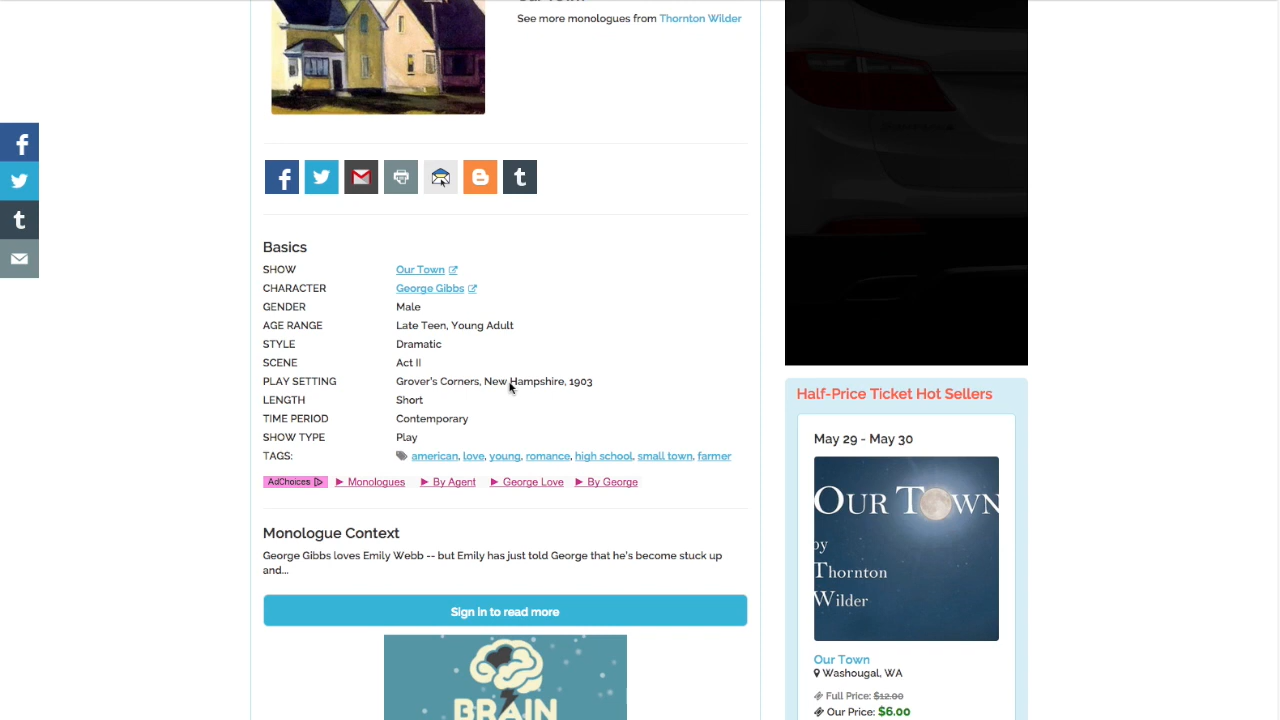 See more monologues from Thornton Wilder
Basics
SHOW Our Town
CHARACTER George Gibbs
GENDER Male
AGE RANGE Late Teen, Young Adult
STYLE Dramatic
SCENE Act II
PLAY SETTING Grover's Corners, New Hampshire, 1903
LENGTH Short
TIME PERIOD Contemporary
SHOW TYPE Play
TAGS: american, love, young, romance, high school, small town, farmer
AdChoices Monologues By Agent George Love By George
Monologue Context
George Gibbs loves Emily Webb -- but Emily has just told George that he's become stuck up
and...
Sign in to read more
BRAIN
Half-Price Ticket Hot Sellers
May 29 - May 30
OUR TOWN
by
Thornton
Wilder
Our Town
Washougal, WA
Full Price: $12.00
Our Price: $6.00